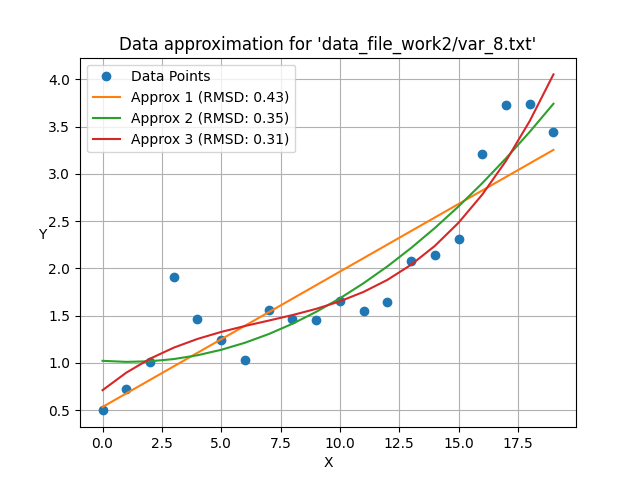 Data approximation for 'data_file_work2/var_8.txt'
Data Points
Approx 1 (RMSD: 0.43)
Approx 2 (RMSD: 0.35)
Approx 3 (RMSD: 0.31)
4.0
3.5
3.0
2.5
Y
2.0
1.5
1.0
0.5
0.0 2.5 5.0 7.5 10.0 12.5 15.0 17.5
X